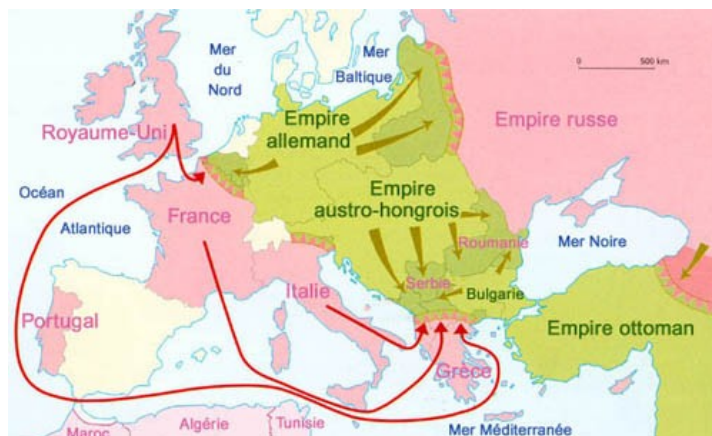 Mer
du
Nord
Mer
Baltique
0 500 km
Royaume-Uni
Empire
allemand
Empire russe
Océan
Atlantique
France
Empire
austro-hongrois
Roumanie
Mer Noire
Serbie
Bulgarie
Italie
Portugal
Empire ottoman
Grèce
Maroc
Algérie
Tunisie
Mer Méditerranée